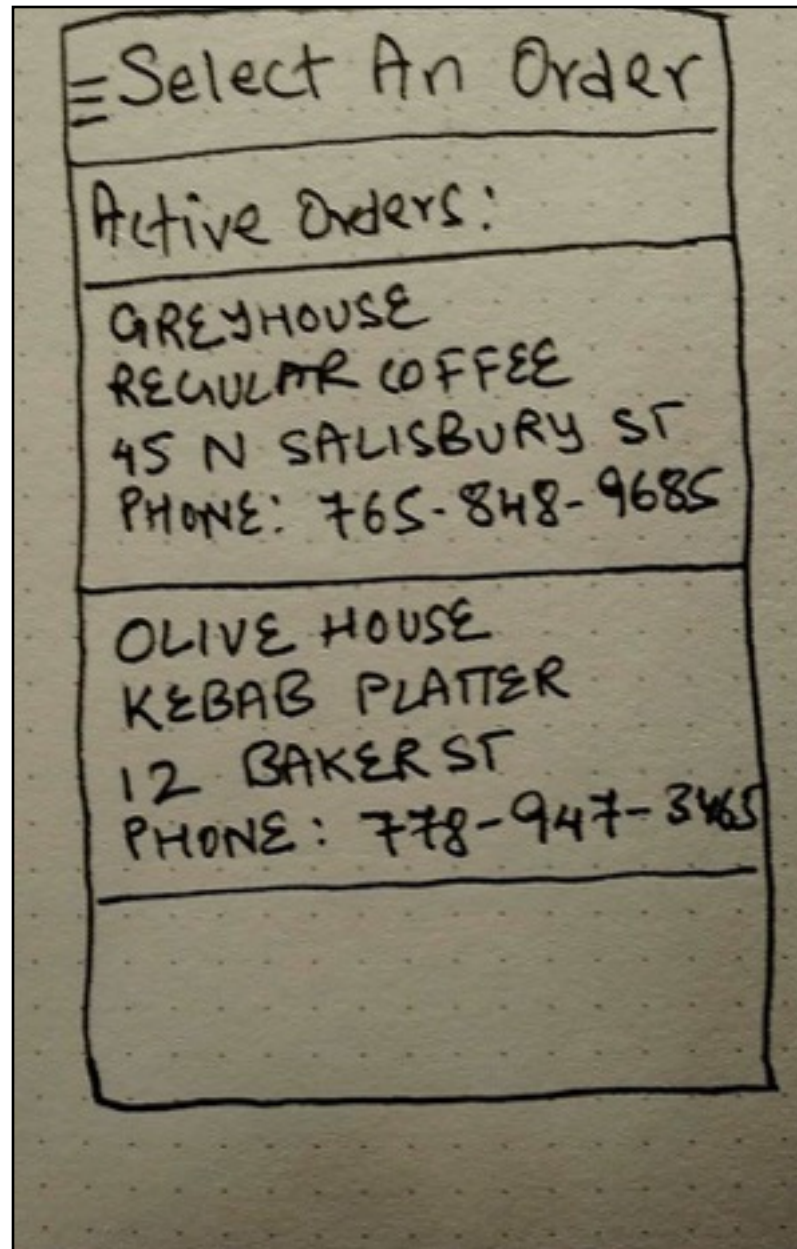 Select An Order
Active Orders:
GREYHOUSE
REGULAR COFFEE
45 N SALISBURY ST
PHONE: 765-848-9685
OLIVE HOUSE
KEBAB PLATTER
12 BAKER ST
PHONE: 778-947-3465